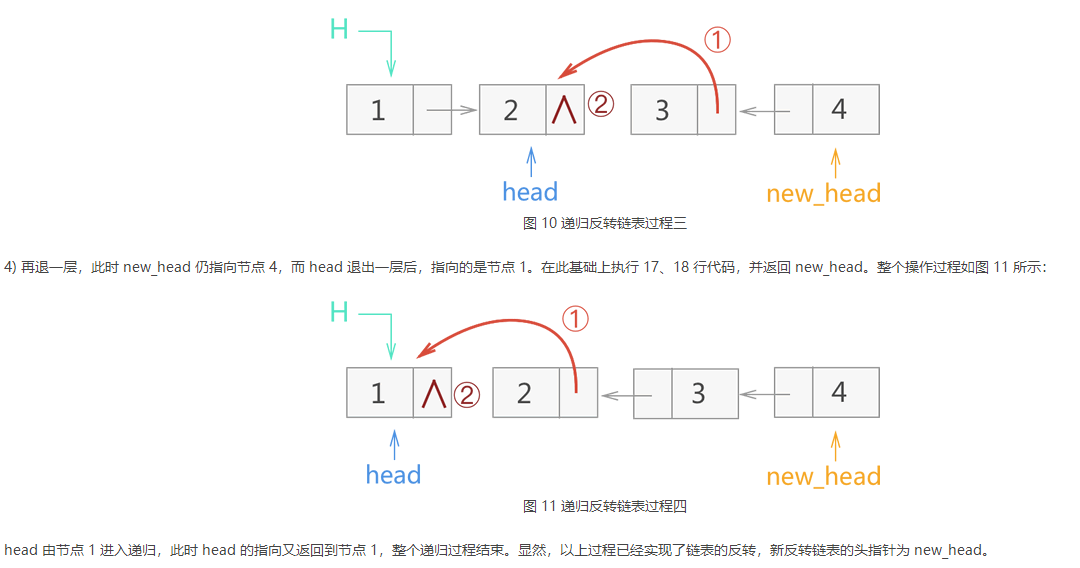 H
①
1 2 ∧ ② 3 4
head new_head
图 10 递归反转链表过程三
4) 再退一层，此时 new_head 仍指向节点 4，而 head 退出一层后，指向的是节点 1。在此基础上执行 17、18 行代码，并返回 new_head。整个操作过程如图 11 所示：
H
①
1 ∧ ② 2 3 4
head new_head
图 11 递归反转链表过程四
head 由节点 1 进入递归，此时 head 的指向又返回到节点 1，整个递归过程结束。显然，以上过程已经实现了链表的反转，新反转链表的头指针为 new_head。